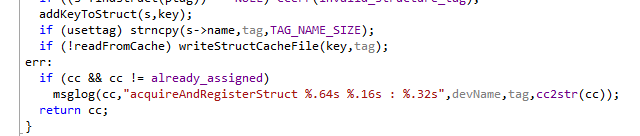 addKeyToStruct(s,key);
if (usettag) strncpy(s->name,tag,TAG_NAME_SIZE);
if (!readFromCache) writeStructCacheFile(key,tag);
err:
if (cc && cc != already_assigned)
msglog(cc,"acquireAndRegisterStruct %.64s %.16s : %.32s",devName,tag,cc2str(cc));
return cc;
}